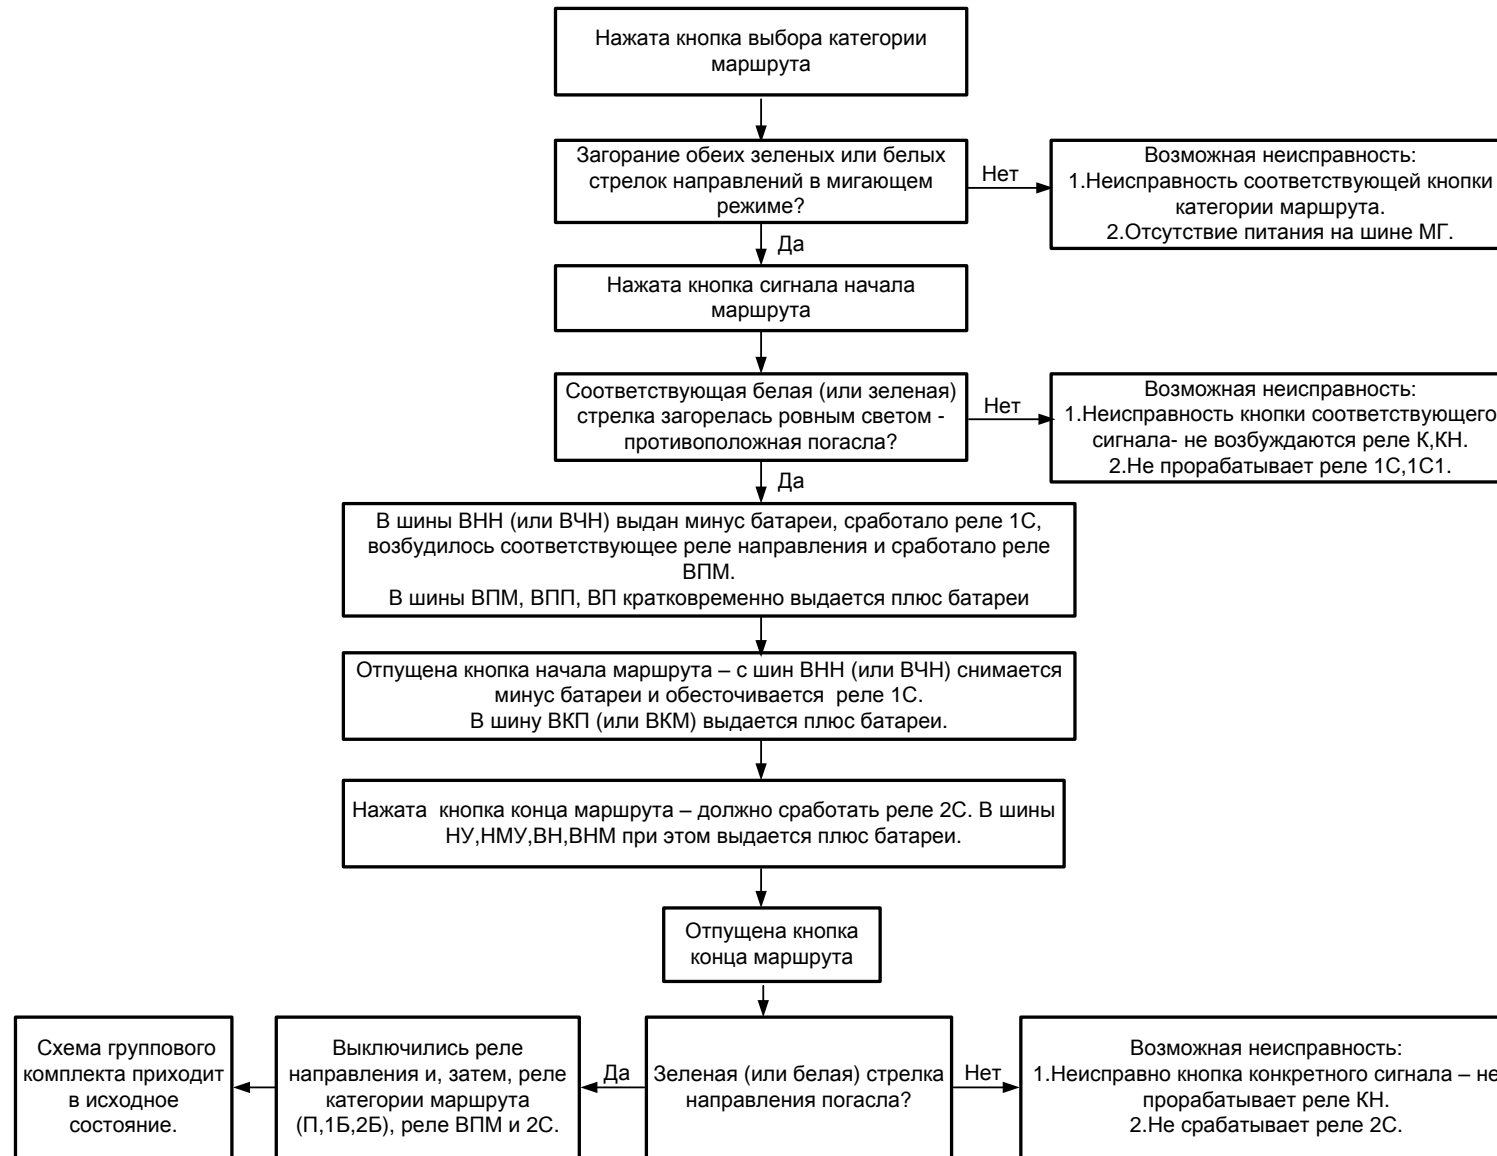 Нажата кнопка выбора категории
маршрута
Загорание обеих зеленых или белых
стрелок направлений в мигающем
режиме?
Нет
Возможная неисправность:
1.Неисправность соответствующей кнопки
категории маршрута.
2.Отсутствие питания на шине МГ.
Да
Нажата кнопка сигнала начала
маршрута
Соответствующая белая (или зеленая)
стрелка загорелась ровным светом -
противоположная погасла?
Нет
Возможная неисправность:
1.Неисправность кнопки соответствующего
сигнала- не возбуждаются реле К,КН.
2.Не прорабатывает реле 1С,1С1.
Да
В шины ВНН (или ВЧН) выдан минус батареи, сработало реле 1С,
возбудилось соответствующее реле направления и сработало реле
ВПМ.
В шины ВПМ, ВПП, ВП кратковременно выдается плюс батареи
Отпущена кнопка начала маршрута – с шин ВНН (или ВЧН) снимается
минус батареи и обесточивается реле 1С.
В шину ВКП (или ВКМ) выдается плюс батареи.
Нажата кнопка конца маршрута – должно сработать реле 2С. В шины
НУ,НМУ,ВН,ВНМ при этом выдается плюс батареи.
Отпущена кнопка
конца маршрута
Схема группового
комплекта приходит
в исходное
состояние.
Выключились реле
направления и, затем, реле
категории маршрута
(П,1Б,2Б), реле ВПМ и 2С.
Да
Зеленая (или белая) стрелка
направления погасла?
Нет
Возможная неисправность:
1.Неисправно кнопка конкретного сигнала – не
прорабатывает реле КН.
2.Не срабатывает реле 2С.